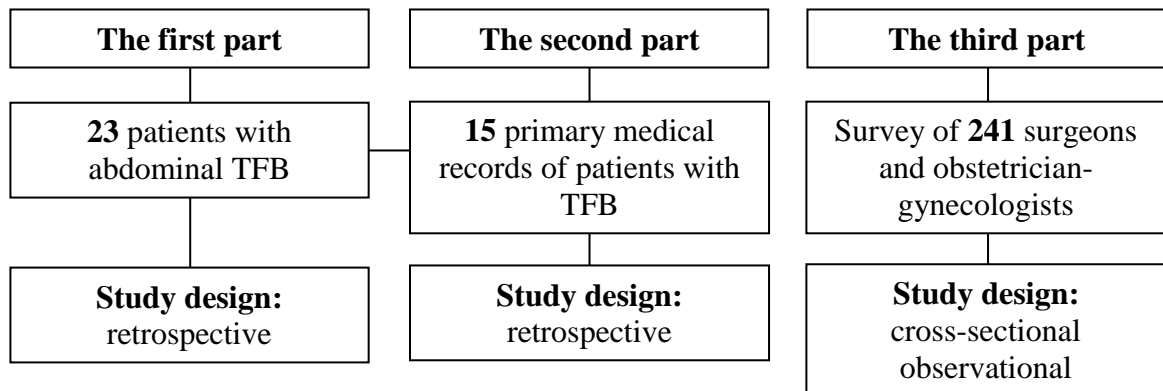 The first part
23 patients with
abdominal TFB
Study design:
retrospective
The second part
15 primary medical
records of patients with
TFB
Study design:
retrospective
The third part
Survey of 241 surgeons
and obstetrician-
gynecologists
Study design:
cross-sectional
observational